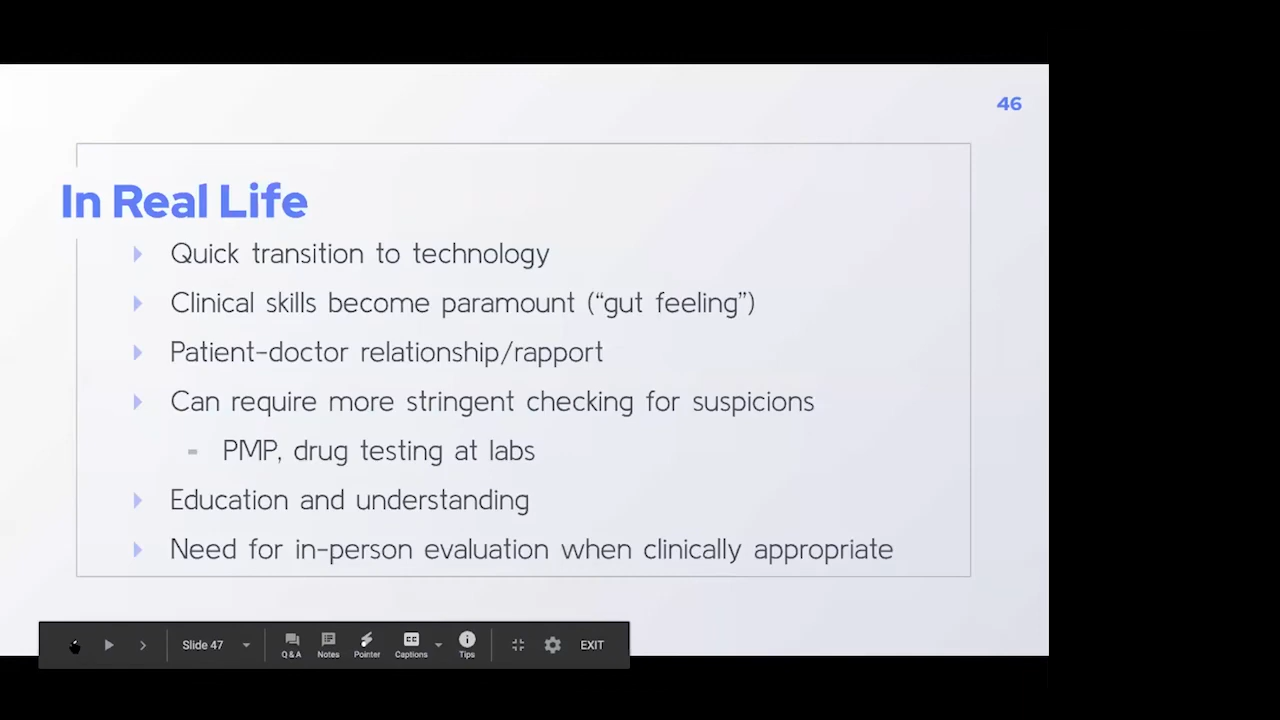 46
In Real Life
Quick transition to technology
Clinical skills become paramount (“gut feeling”)
Patient-doctor relationship/rapport
Can require more stringent checking for suspicions
PMP, drug testing at labs
Education and understanding
Need for in-person evaluation when clinically appropriate
Slide 47
Q & A
Notes
Pointer
CC
Captions
Tips
EXIT